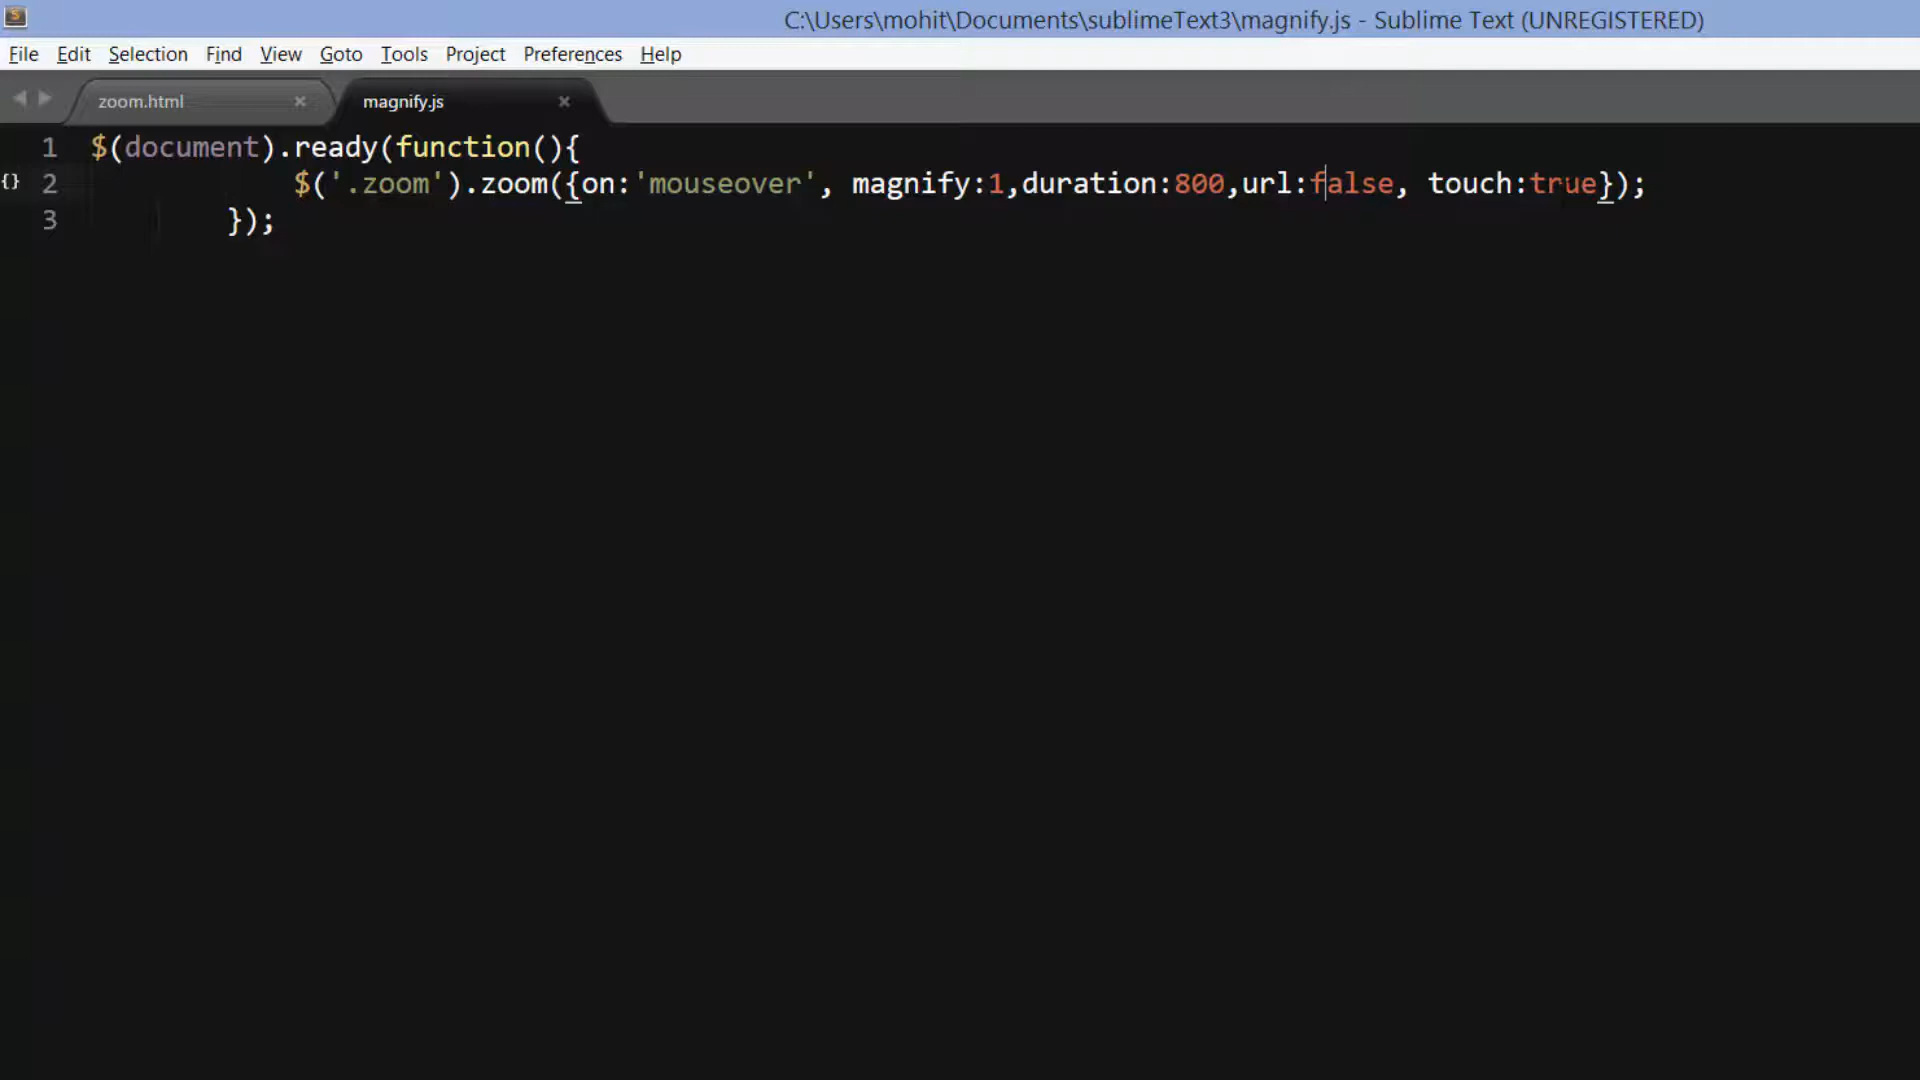 C:\Users\mohit\Documents\sublimeText3\magnify.js - Sublime Text (UNREGISTERED)
File Edit Selection Find View Goto Tools Project Preferences Help
zoom.html × magnify.js ×
1 $(document).ready(function(){
{} 2 $('.zoom').zoom({on:'mouseover', magnify:1,duration:800,url:false, touch:true});
3 });